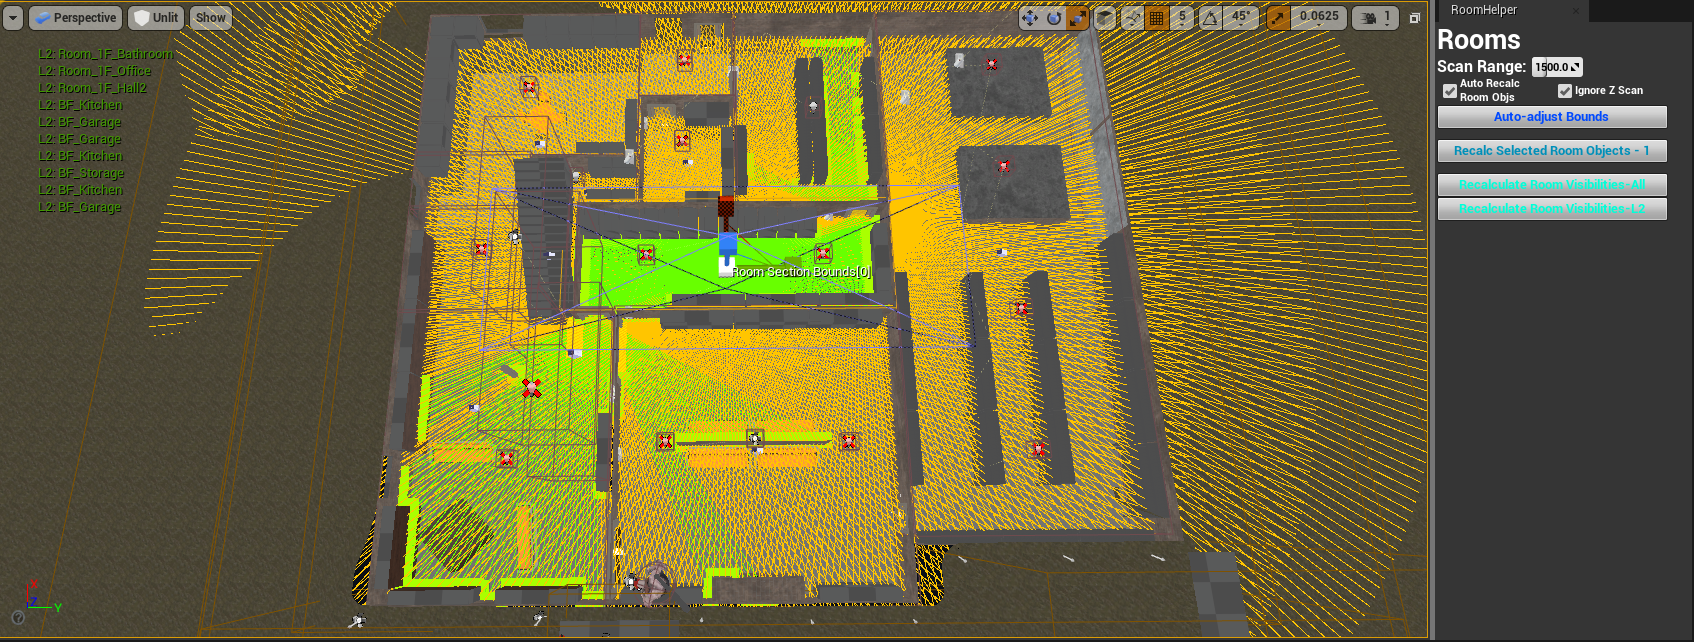 Perspective
Unlit
Show
5
45°
0.0625
1
L2: Room_1F_Bathroom
L2: Room_1F_Office
L2: Room_1F_Hall2
L2: BF_Kitchen
L2: BF_Garage
L2: BF_Garage
L2: BF_Kitchen
L2: BF_Storage
L2: BF_Kitchen
L2: BF_Garage
Room Section Bounds[0]
X
Z
Y
RoomHelper
Rooms
Scan Range: 1500.0
Auto Recalc
Room Objs
Ignore Z Scan
Auto-adjust Bounds
Recalc Selected Room Objects - 1
Recalculate Room Visibilities-All
Recalculate Room Visibilities-L2